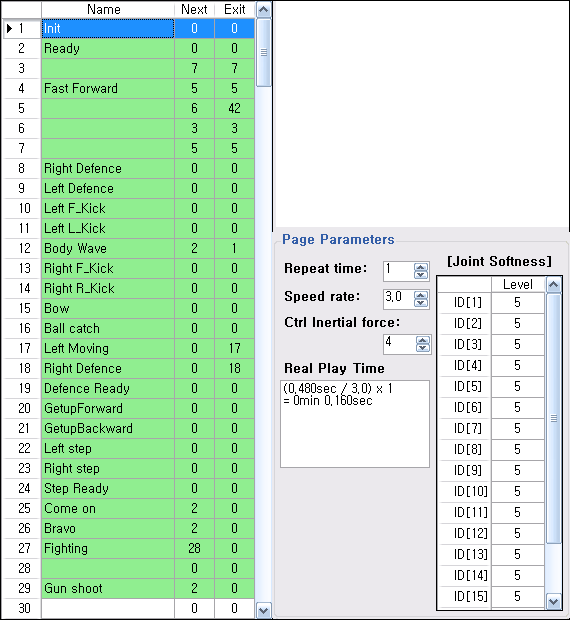 Name Next Exit
1 Init 0 0
2 Ready 0 0
3 7 7
4 Fast Forward 5 5
5 6 42
6 3 3
7 5 5
8 Right Defence 0 0
9 Left Defence 0 0
10 Left F_Kick 0 0
11 Left L_Kick 0 0
12 Body Wave 2 1
13 Right F_Kick 0 0
14 Right R_Kick 0 0
15 Bow 0 0
16 Ball catch 0 0
17 Left Moving 0 17
18 Right Defence 0 18
19 Defence Ready 0 0
20 GetupForward 0 0
21 GetupBackward 0 0
22 Left step 0 0
23 Right step 0 0
24 Step Ready 0 0
25 Come on 2 0
26 Bravo 2 0
27 Fighting 28 0
28 0 0
29 Gun shoot 2 0
30 0 0
Page Parameters
Repeat time: 1
Speed rate: 3,0
Ctrl Inertial force:
4
Real Play Time
(0,480sec / 3,0) x 1
= 0min 0,160sec
[Joint Softness]
Level
ID[1] 5
ID[2] 5
ID[3] 5
ID[4] 5
ID[5] 5
ID[6] 5
ID[7] 5
ID[8] 5
ID[9] 5
ID[10] 5
ID[11] 5
ID[12] 5
ID[13] 5
ID[14] 5
ID[15] 5